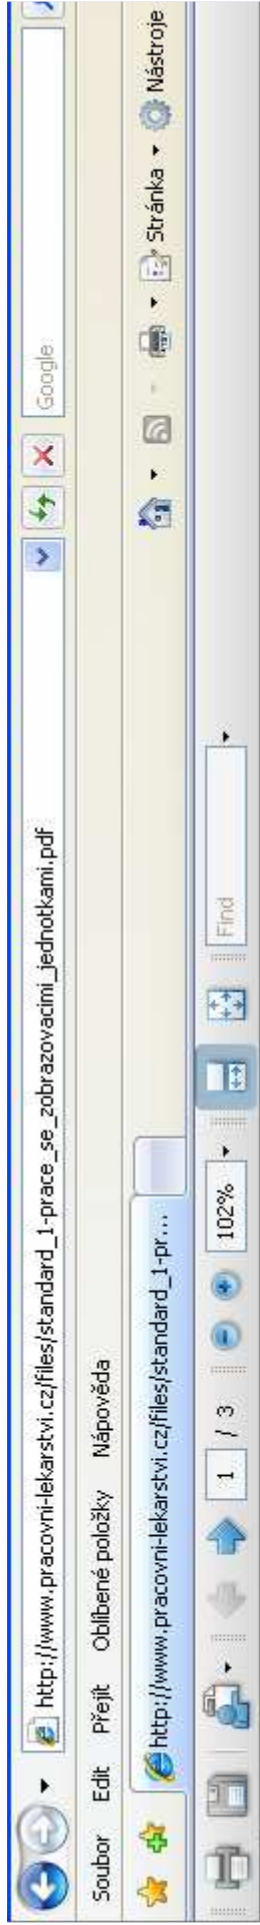 http://www.pracovni-lekarstvi.cz/files/standard_1-prace_se_zobrazovacimi_jednotkami.pdf
Google
Soubor Edit Přejít Oblíbené položky Nápověda
http://www.pracovni-lekarstvi.cz/files/standard_1-pr...
Stránka Nástroje
1 / 3 102% Find